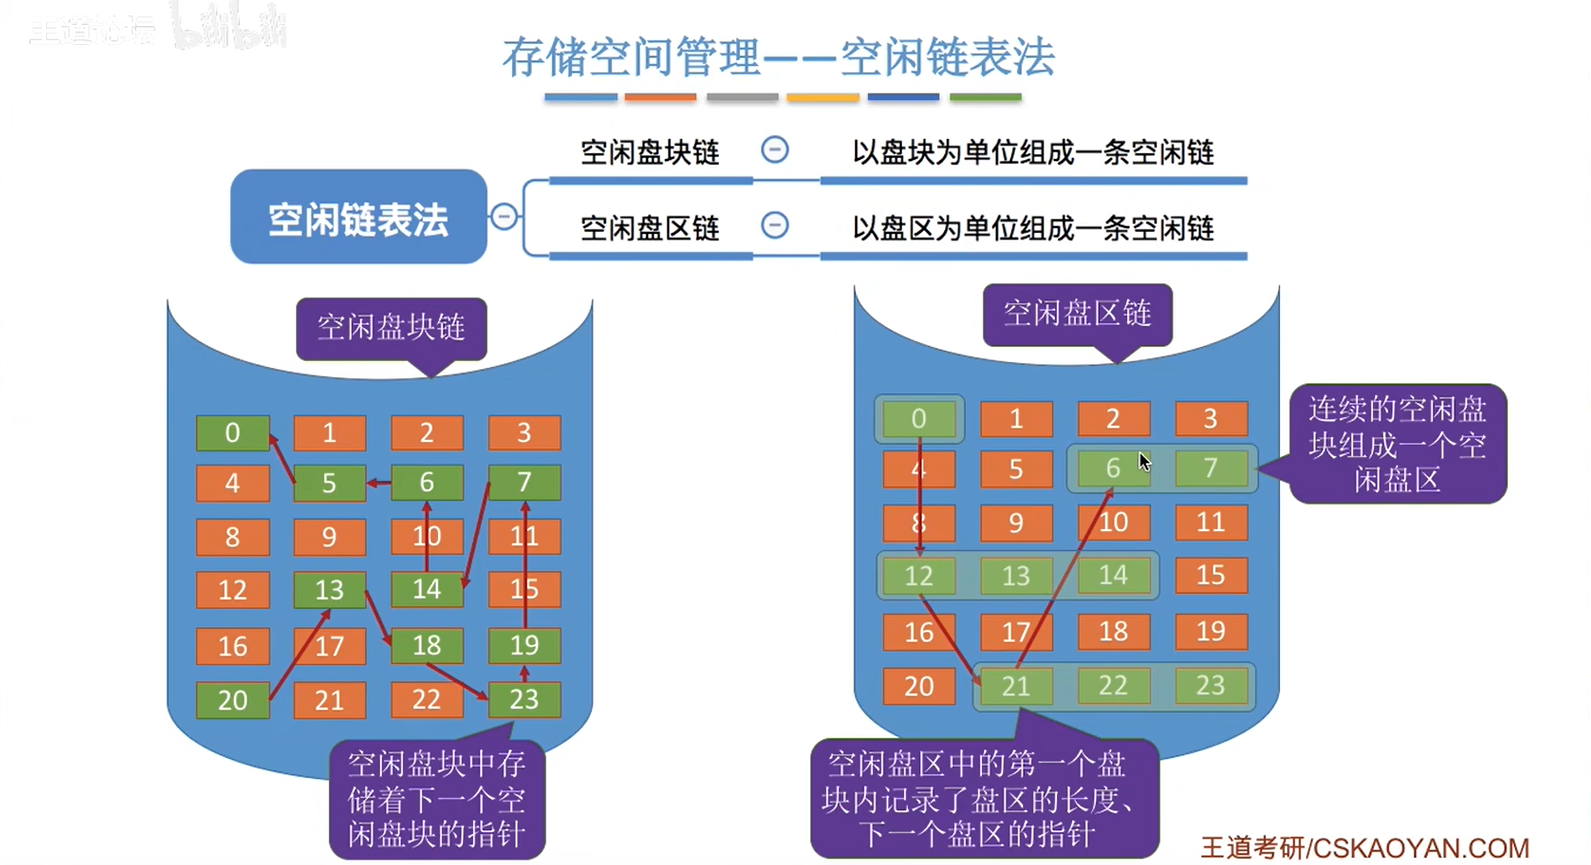 王道论坛 bilibili
存储空间管理——空闲链表法
空闲链表法
空闲盘块链 以盘块为单位组成一条空闲链
空闲盘区链 以盘区为单位组成一条空闲链
空闲盘块链
0 1 2 3
4 5 6 7
8 9 10 11
12 13 14 15
16 17 18 19
20 21 22 23
空闲盘块中存
储着下一个空
闲盘块的指针
空闲盘区链
0 1 2 3
4 5 6 7
8 9 10 11
12 13 14 15
16 17 18 19
20 21 22 23
连续的空闲盘
块组成一个空
闲盘区
空闲盘区中的第一个盘
块内记录了盘区的长度、
下一个盘区的指针
王道考研/CSKAOYAN.COM